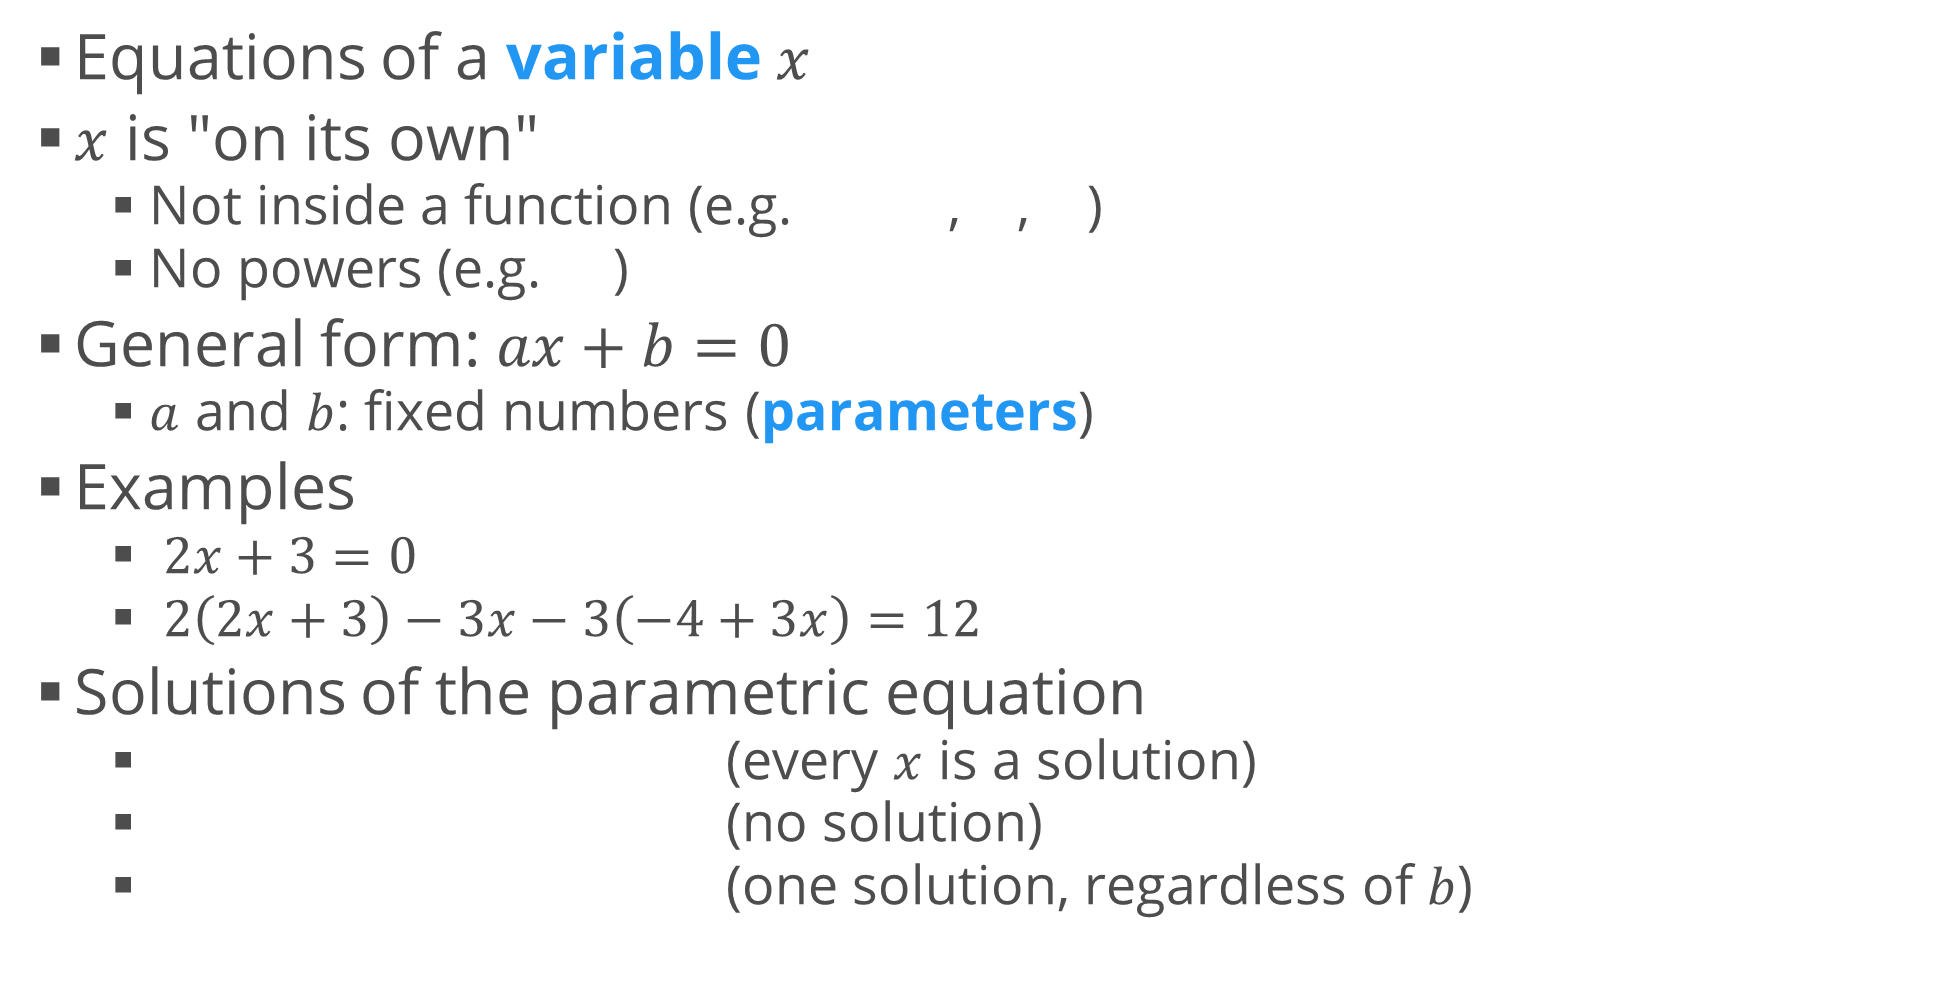 ▪ Equations of a variable x
▪ x is "on its own"
▪ Not inside a function (e.g. , , )
▪ No powers (e.g. )
▪ General form: ax + b = 0
▪ a and b: fixed numbers (parameters)
▪ Examples
▪ 2x + 3 = 0
▪ 2(2x + 3) − 3x − 3(−4 + 3x) = 12
▪ Solutions of the parametric equation
▪ (every x is a solution)
▪ (no solution)
▪ (one solution, regardless of b)